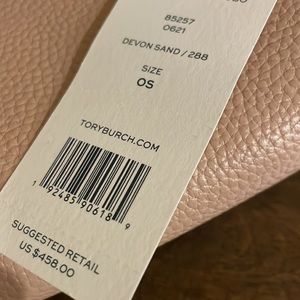 85257
0621
DEVON SAND / 288
SIZE
OS
TORYBURCH.COM
1 92485 90618 9
SUGGESTED RETAIL
US $458.00